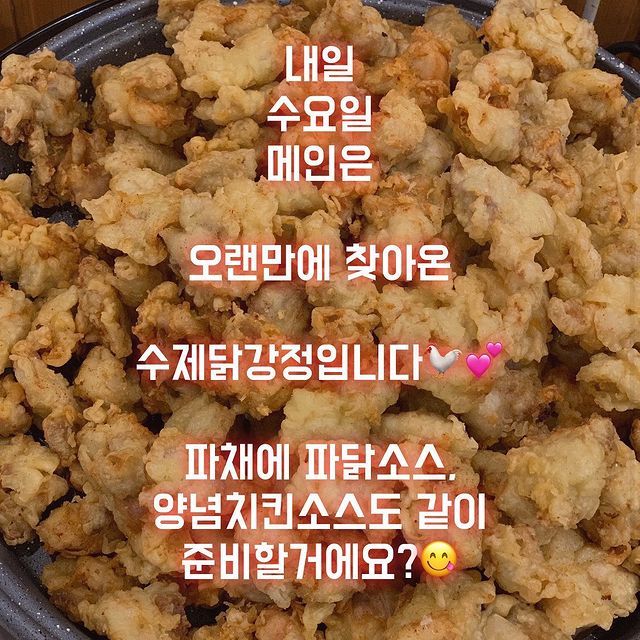 내일
수요일
메인은
오랜만에 찾아온
수제닭강정입니다🐓💕
파채에 파닭소스,
양념치킨소스도 같이
준비할거에요?😋